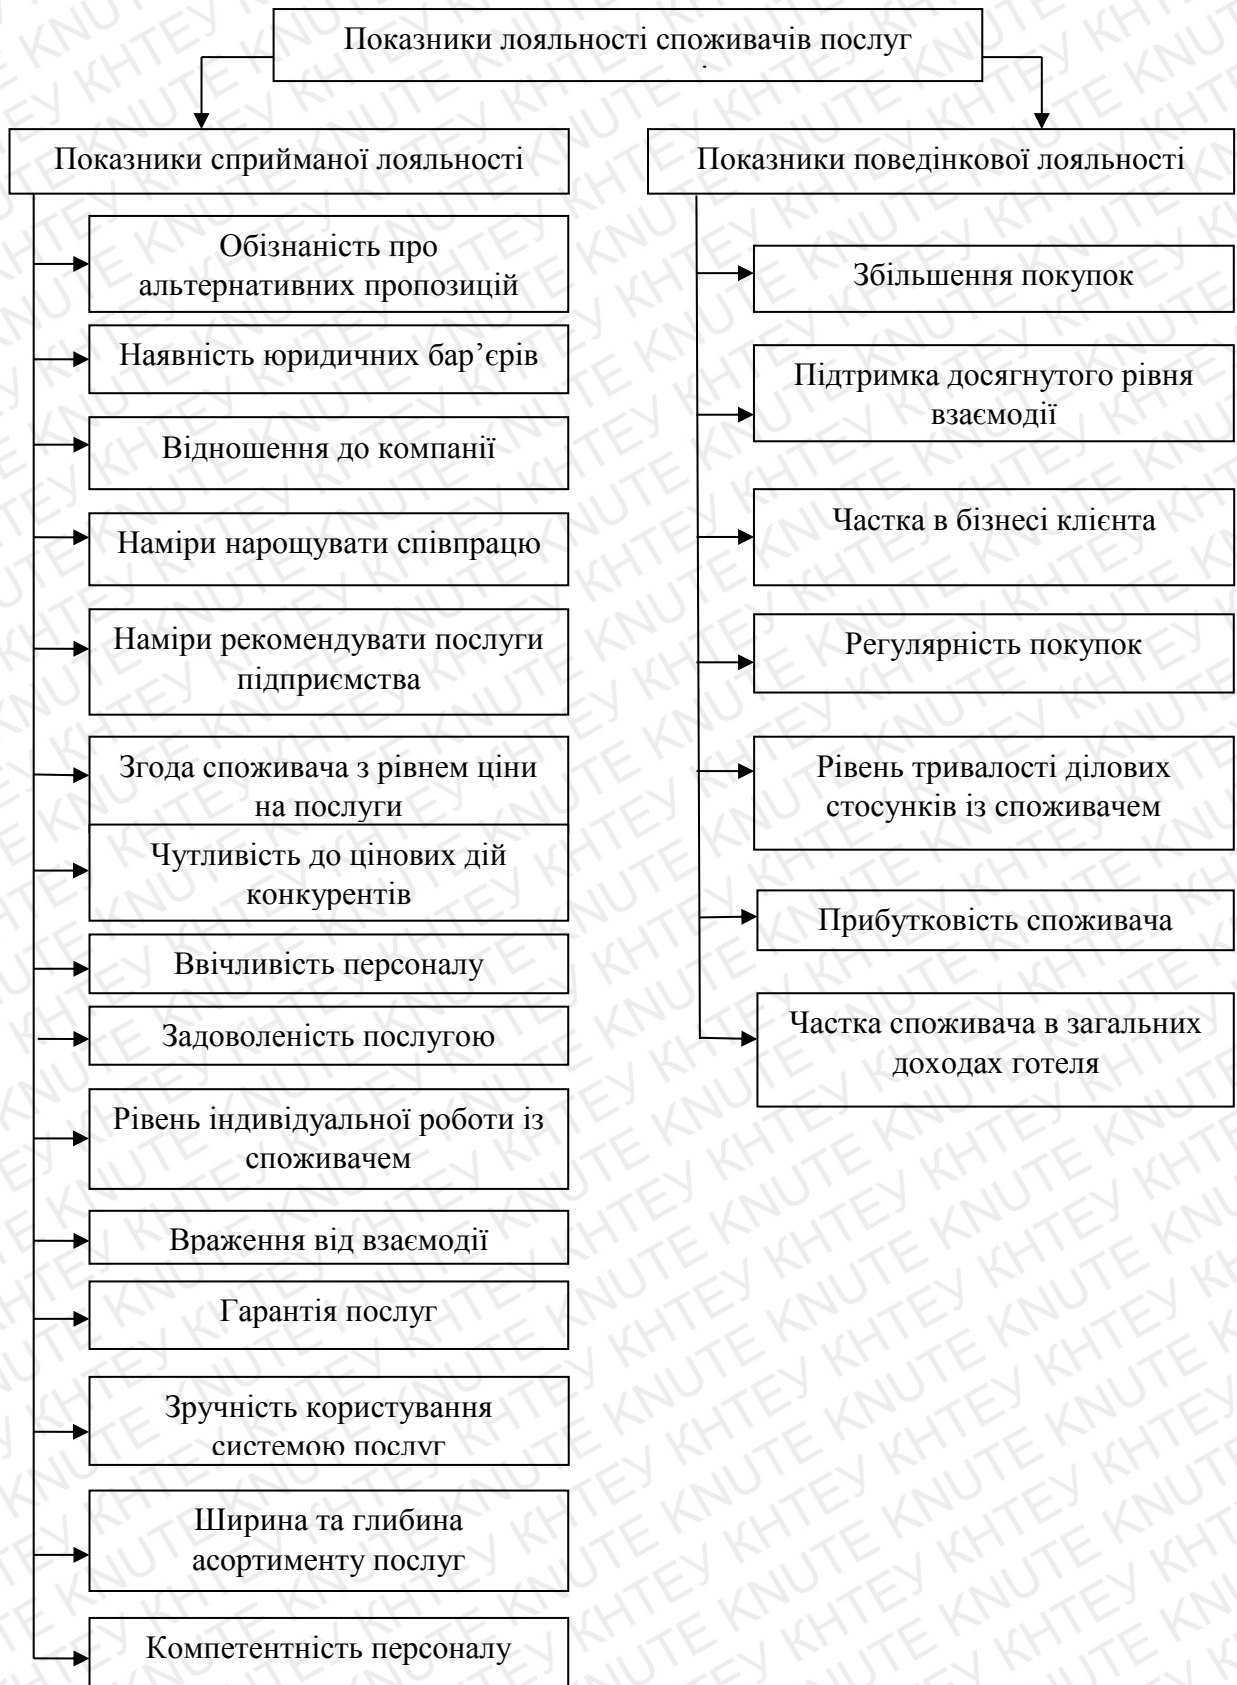 Показники лояльності споживачів послуг
Показники сприйманої лояльності
Обізнаність про
альтернативних пропозицій
Наявність юридичних бар’єрів
Відношення до компанії
Наміри нарощувати співпрацю
Наміри рекомендувати послуги
підприємства
Згода споживача з рівнем ціни
на послуги
Чутливість до цінових дій
конкурентів
Ввічливість персоналу
Задоволеність послугою
Рівень індивідуальної роботи із
споживачем
Враження від взаємодії
Гарантія послуг
Зручність користування
системою послуг
Ширина та глибина
асортименту послуг
Компетентність персоналу
Показники поведінкової лояльності
Збільшення покупок
Підтримка досягнутого рівня
взаємодії
Частка в бізнесі клієнта
Регулярність покупок
Рівень тривалості ділових
стосунків із споживачем
Прибутковість споживача
Частка споживача в загальних
доходах готеля